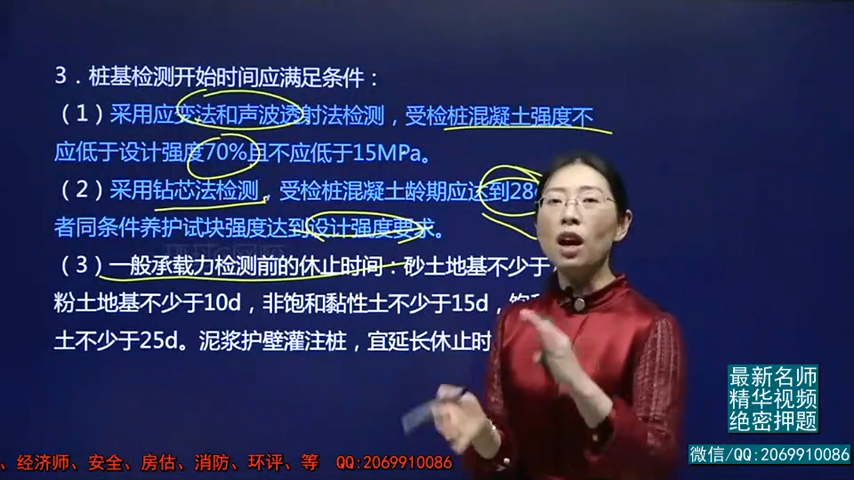 3．桩基检测开始时间应满足条件：
（1）采用应变法和声波透射法检测，受检桩混凝土强度不
应低于设计强度70%且不应低于15MPa。
（2）采用钻芯法检测，受检桩混凝土龄期应达到28
者同条件养护试块强度达到设计强度要求。
（3）一般承载力检测前的休止时间：砂土地基不少于
粉土地基不少于10d，非饱和黏性土不少于15d，饱
土不少于25d。泥浆护壁灌注桩，宜延长休止时
最新名师
精华视频
绝密押题
微信/QQ:2069910086
、经济师、安全、房估、消防、环评、等 QQ:2069910086